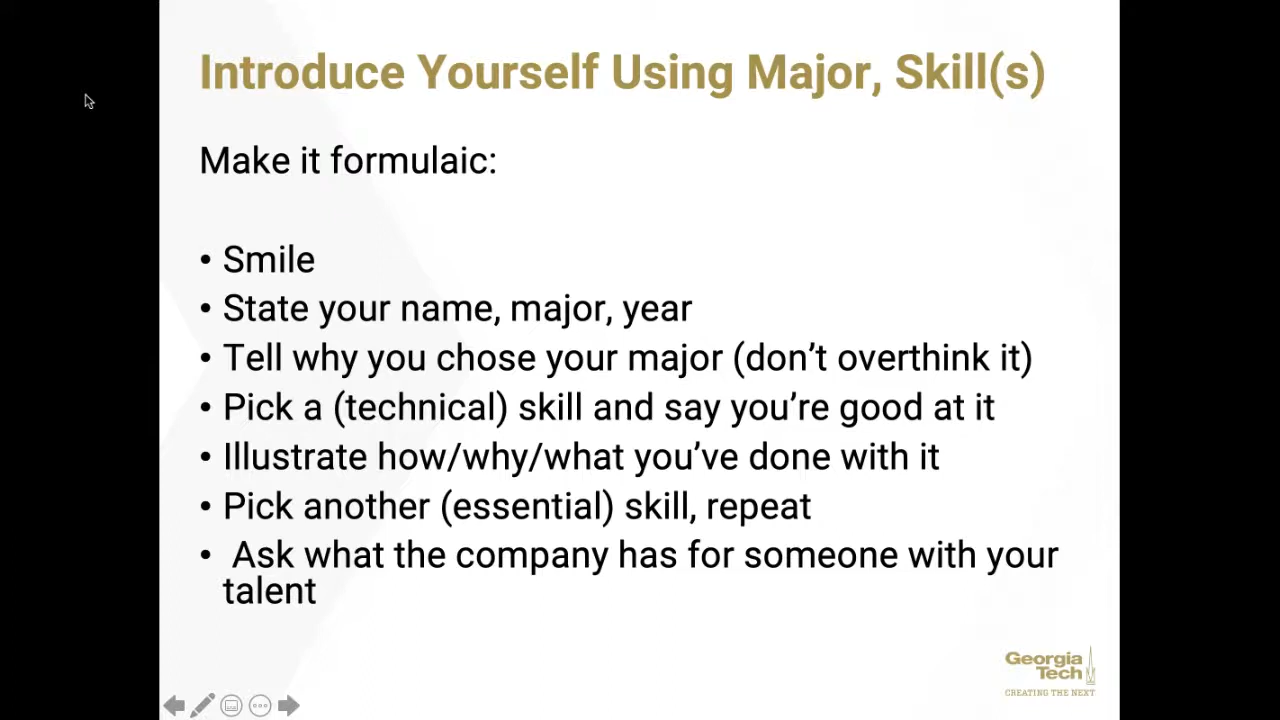 Introduce Yourself Using Major, Skill(s)
Make it formulaic:
• Smile
• State your name, major, year
• Tell why you chose your major (don’t overthink it)
• Pick a (technical) skill and say you’re good at it
• Illustrate how/why/what you’ve done with it
• Pick another (essential) skill, repeat
• Ask what the company has for someone with your
talent
Georgia
Tech
CREATING THE NEXT